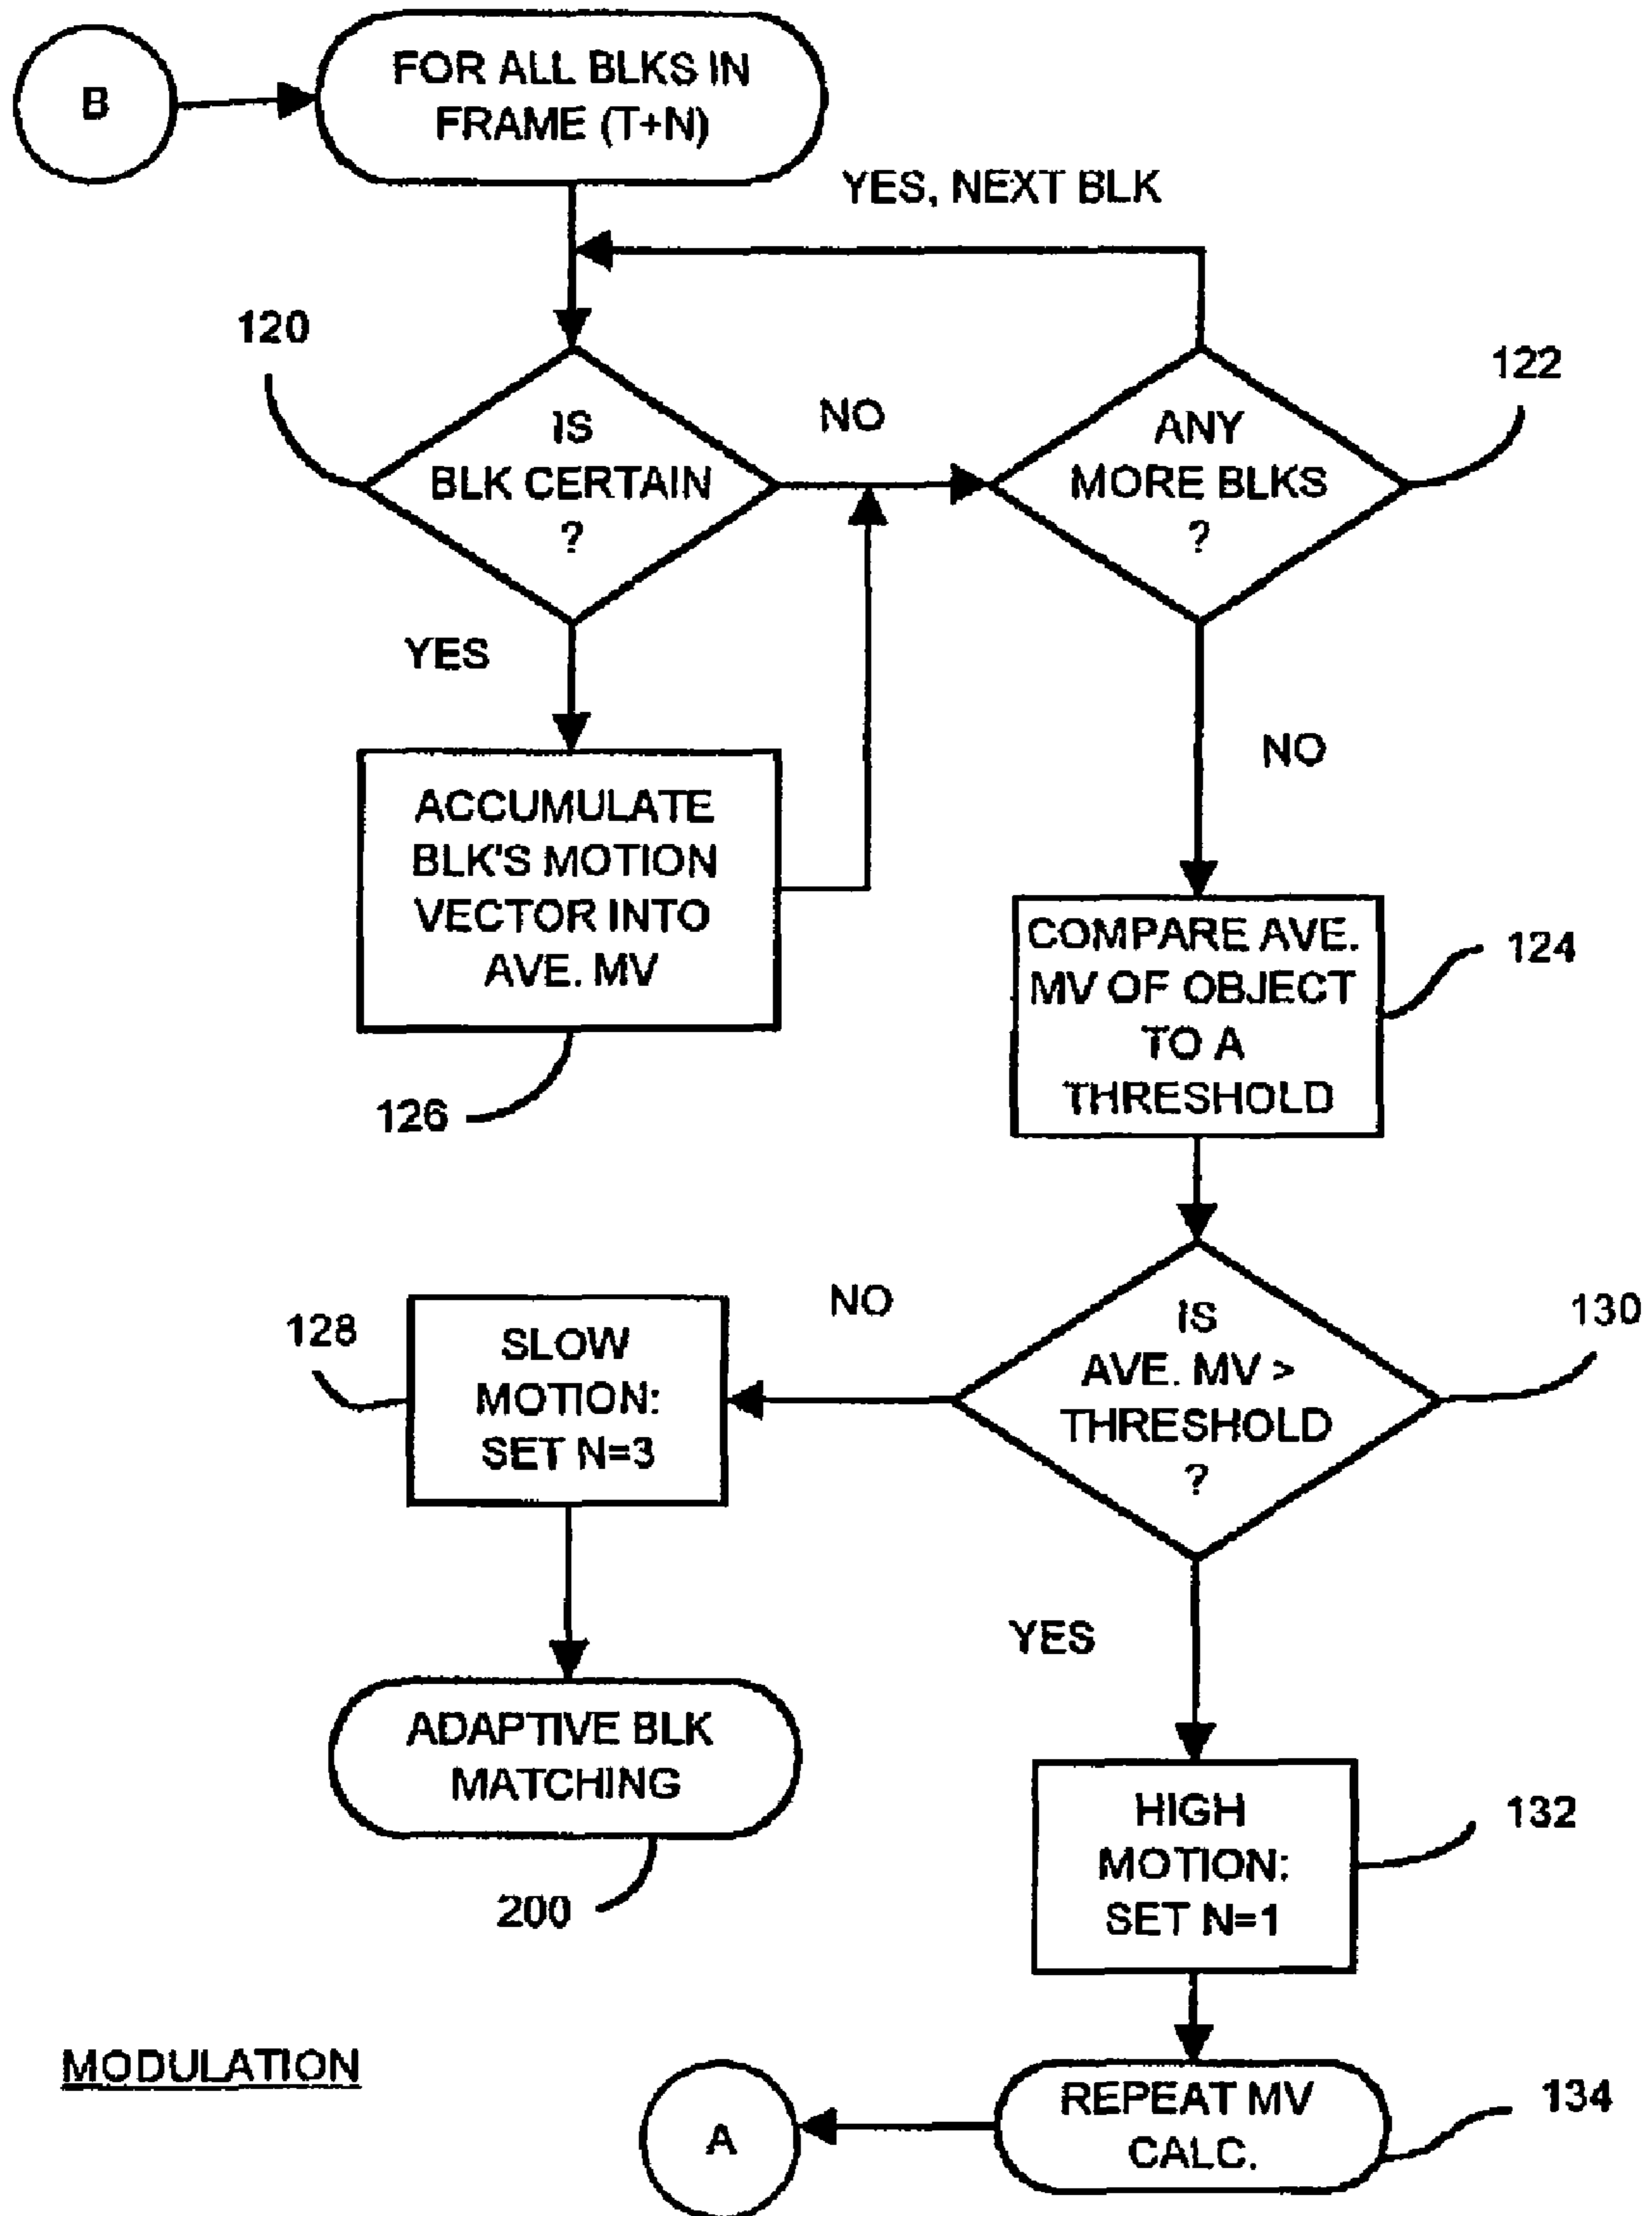 B
FOR ALL BLKS IN
FRAME (T+N)
YES, NEXT BLK
120
IS
BLK CERTAIN
?
NO
ANY
MORE BLKS
?
122
YES
NO
ACCUMULATE
BLK'S MOTION
VECTOR INTO
AVE. MV
126
COMPARE AVE.
MV OF OBJECT
TO A
THRESHOLD
124
IS
AVE. MV >
THRESHOLD
?
130
NO
128
SLOW
MOTION:
SET N=3
YES
ADAPTIVE BLK
MATCHING
200
HIGH
MOTION:
SET N=1
132
MODULATION
REPEAT MV
CALC.
134
A